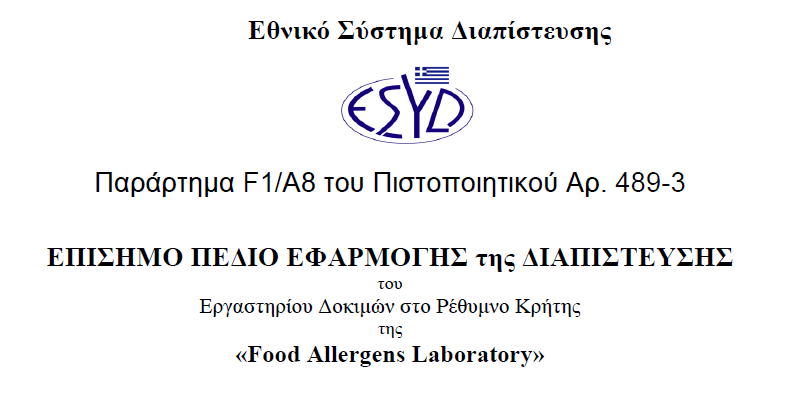 Εθνικό Σύστημα Διαπίστευσης
ESYD
Παράρτημα F1/A8 του Πιστοποιητικού Αρ. 489-3
ΕΠΙΣΗΜΟ ΠΕΔΙΟ ΕΦΑΡΜΟΓΗΣ της ΔΙΑΠΙΣΤΕΥΣΗΣ
του
Εργαστηρίου Δοκιμών στο Ρέθυμνο Κρήτης
της
«Food Allergens Laboratory»